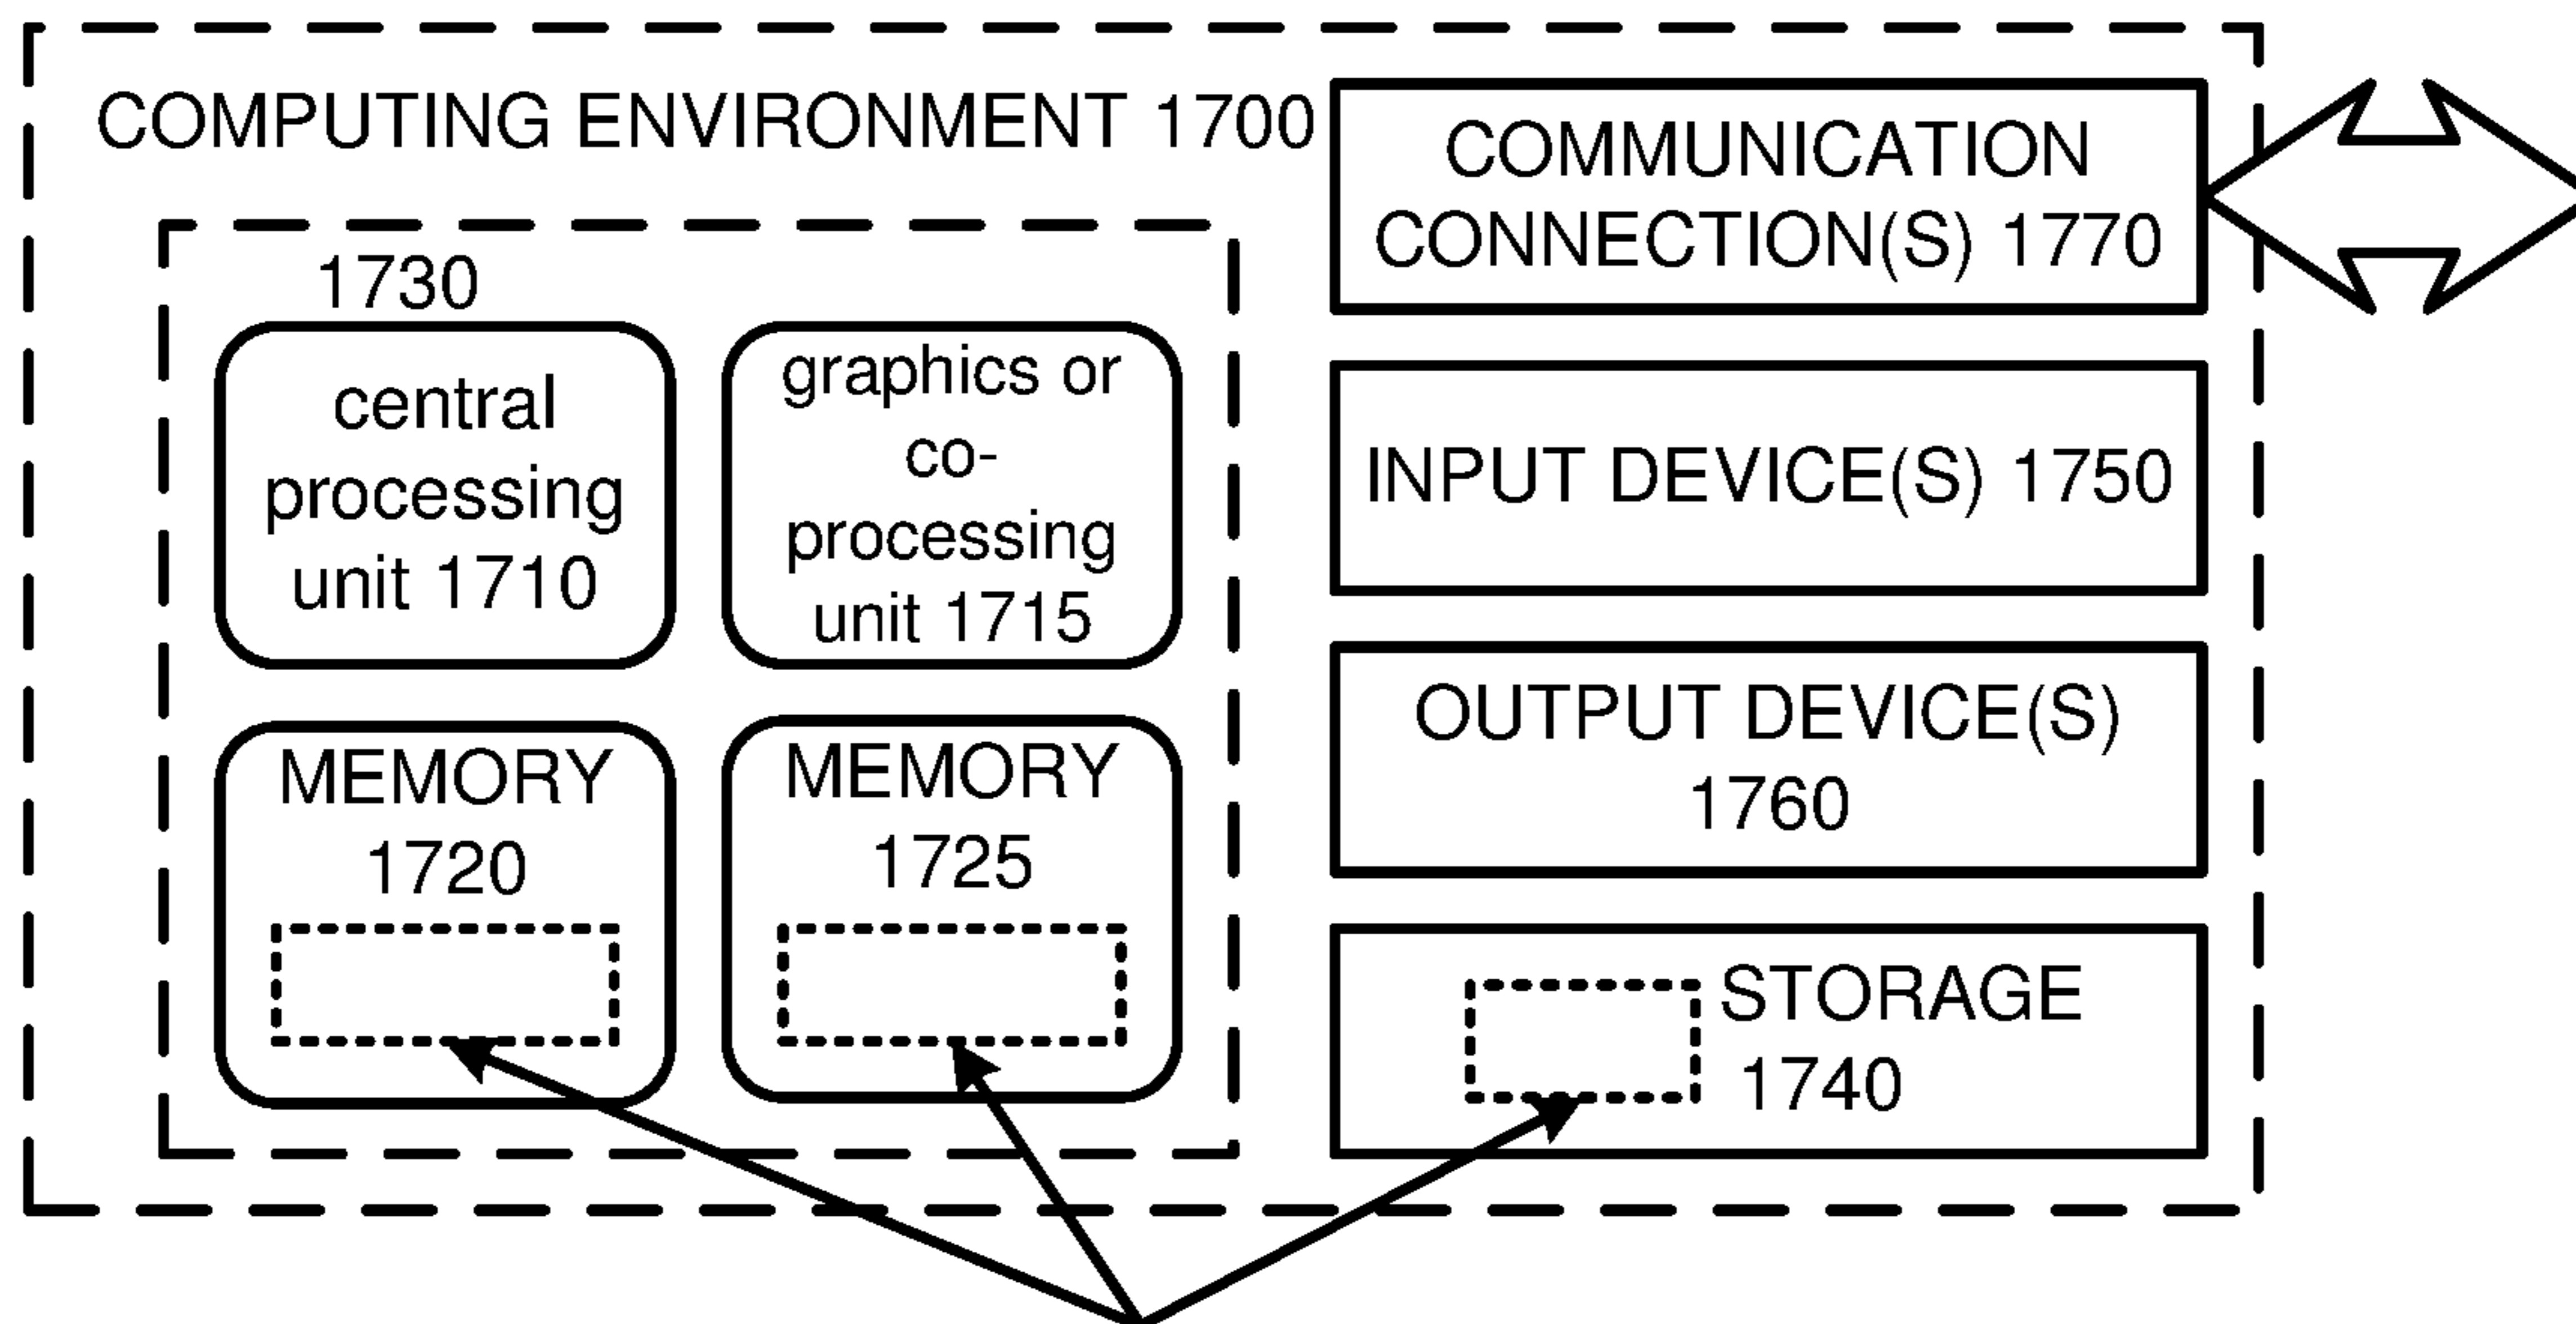 COMPUTING ENVIRONMENT 1700
1730
central
processing
unit 1710
graphics or
co-
processing
unit 1715
MEMORY
1720
MEMORY
1725
COMMUNICATION
CONNECTION(S) 1770
INPUT DEVICE(S) 1750
OUTPUT DEVICE(S)
1760
STORAGE
1740